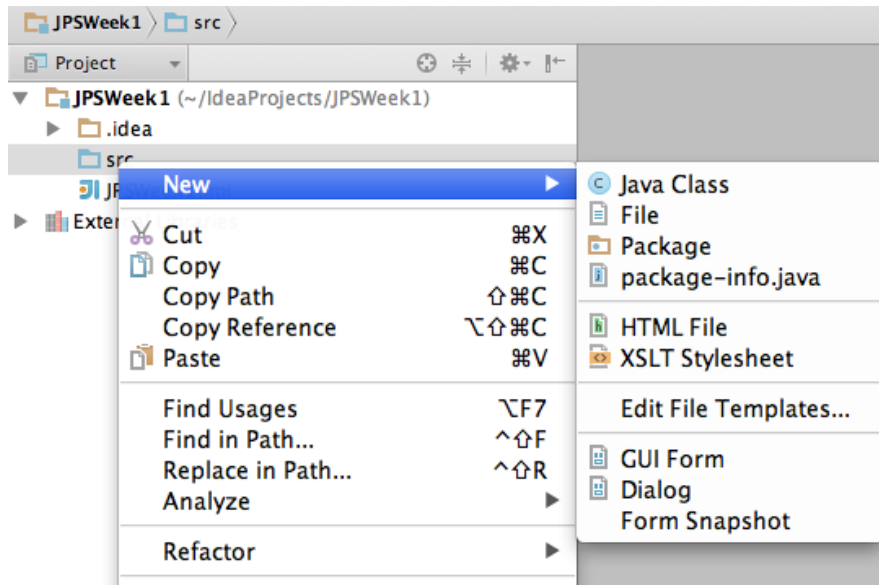 JPSWeek1 src
Project
JPSWeek1 (~/IdeaProjects/JPSWeek1)
.idea
src
New
Cut ⌘X
Copy ⌘C
Copy Path ⇧⌘C
Copy Reference ⌥⇧⌘C
Paste ⌘V
Find Usages ⌥F7
Find in Path... ^⇧F
Replace in Path... ^⇧R
Analyze
Refactor
Java Class
File
Package
package-info.java
HTML File
XSLT Stylesheet
Edit File Templates...
GUI Form
Dialog
Form Snapshot